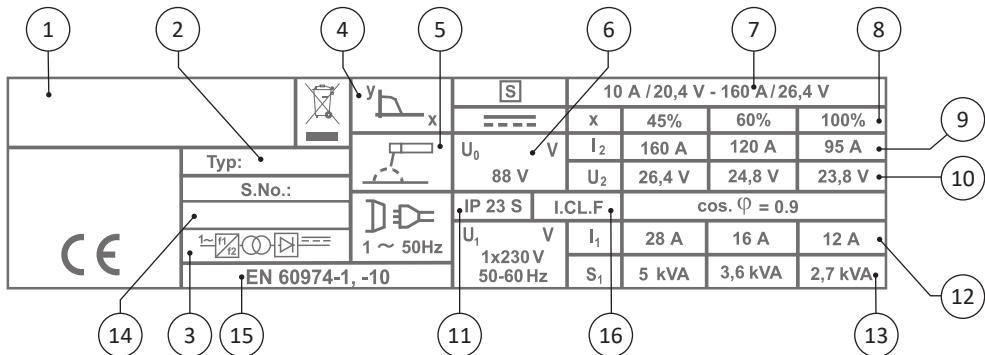 1 2 4 5 6 7 8
y x
S
10 A / 20,4 V - 160 A / 26,4 V
x 45% 60% 100%
9
Typ:
U₀ V
88 V
I₂ 160 A 120 A 95 A
S.No.:
U₂ 26,4 V 24,8 V 23,8 V
10
IP 23 S I.CL.F cos. φ = 0.9
CE
1~ f1 f2
1 ~ 50Hz
U₁ V
1x230 V
50-60 Hz
I₁ 28 A 16 A 12 A
EN 60974-1, -10
S₁ 5 kVA 3,6 kVA 2,7 kVA
12
14 3 15 11 16 13